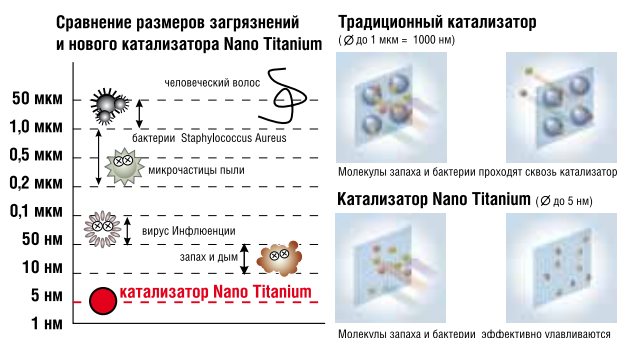 Сравнение размеров загрязнений
и нового катализатора Nano Titanium
50 мкм
1,0 мкм
0,5 мкм
0,2 мкм
0,1 мкм
50 нм
10 нм
5 нм
1 нм
человеческий волос
бактерии Staphylococcus Aureus
микрочастицы пыли
вирус Инфлюнции
запах и дым
катализатор Nano Titanium
Традиционный катализатор
( ∅ до 1 мкм = 1000 нм)
Молекулы запаха и бактерии проходят сквозь катализатор
Катализатор Nano Titanium ( ∅ до 5 нм)
Молекулы запаха и бактерии эффективно улавливаются